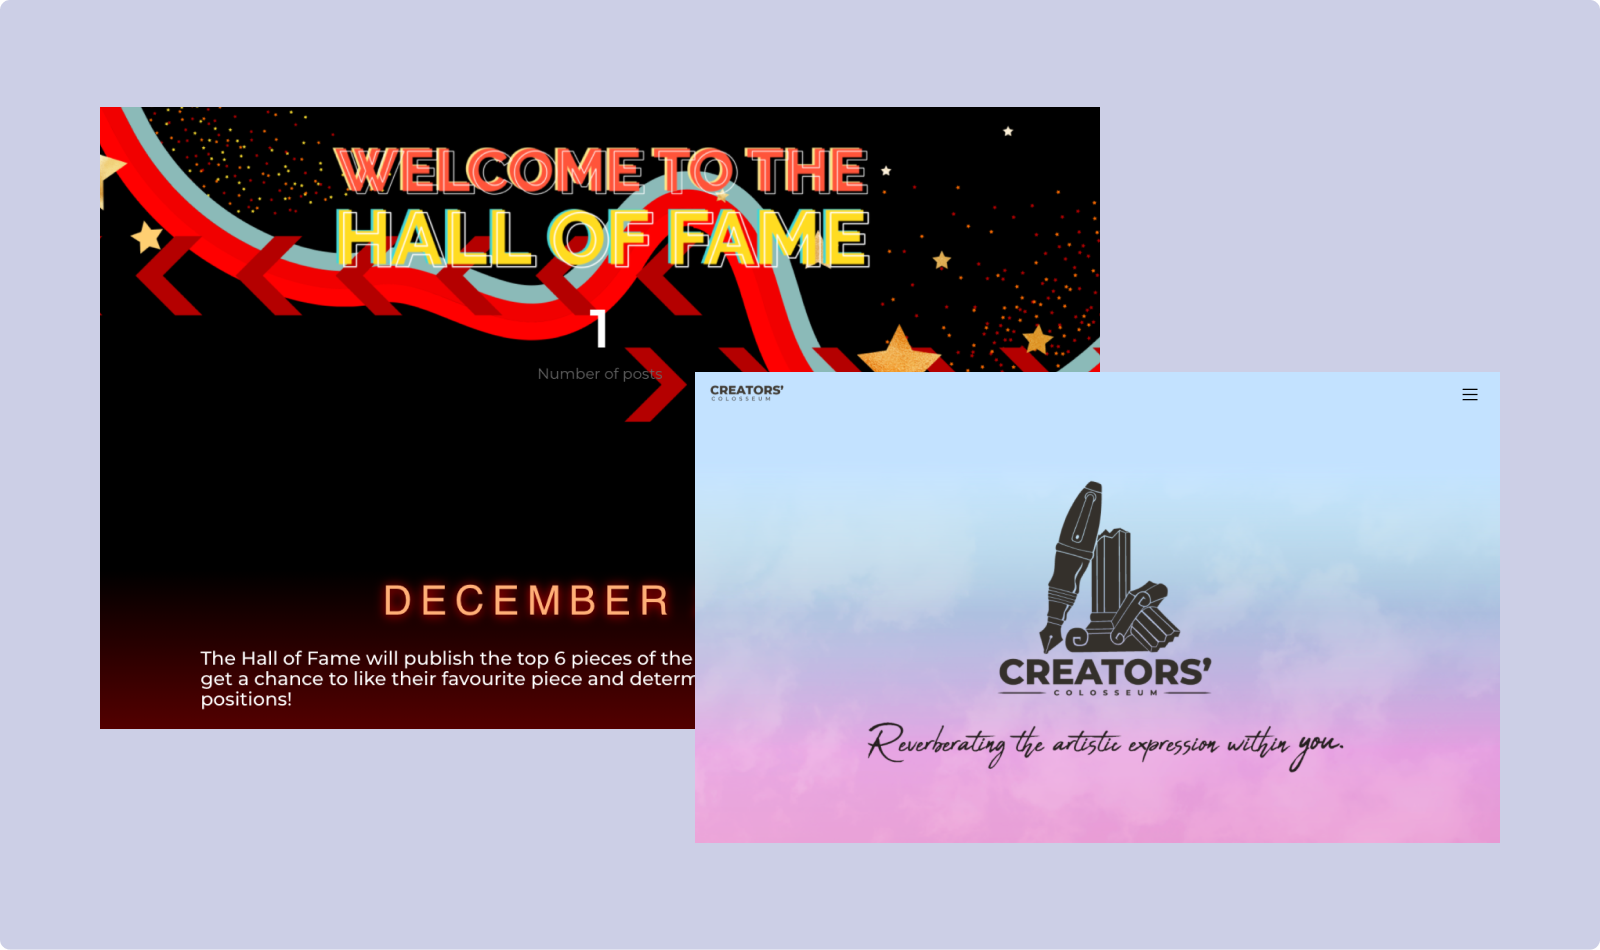 WELCOME TO THE
HALL OF FAME
1
Number of posts
DECEMBER
The Hall of Fame will publish the top 6 pieces of the
get a chance to like their favourite piece and
positions!
CREATORS’
COLOSSEUM
CREATORS’
COLOSSEUM
Reverberating the artistic expression within you.